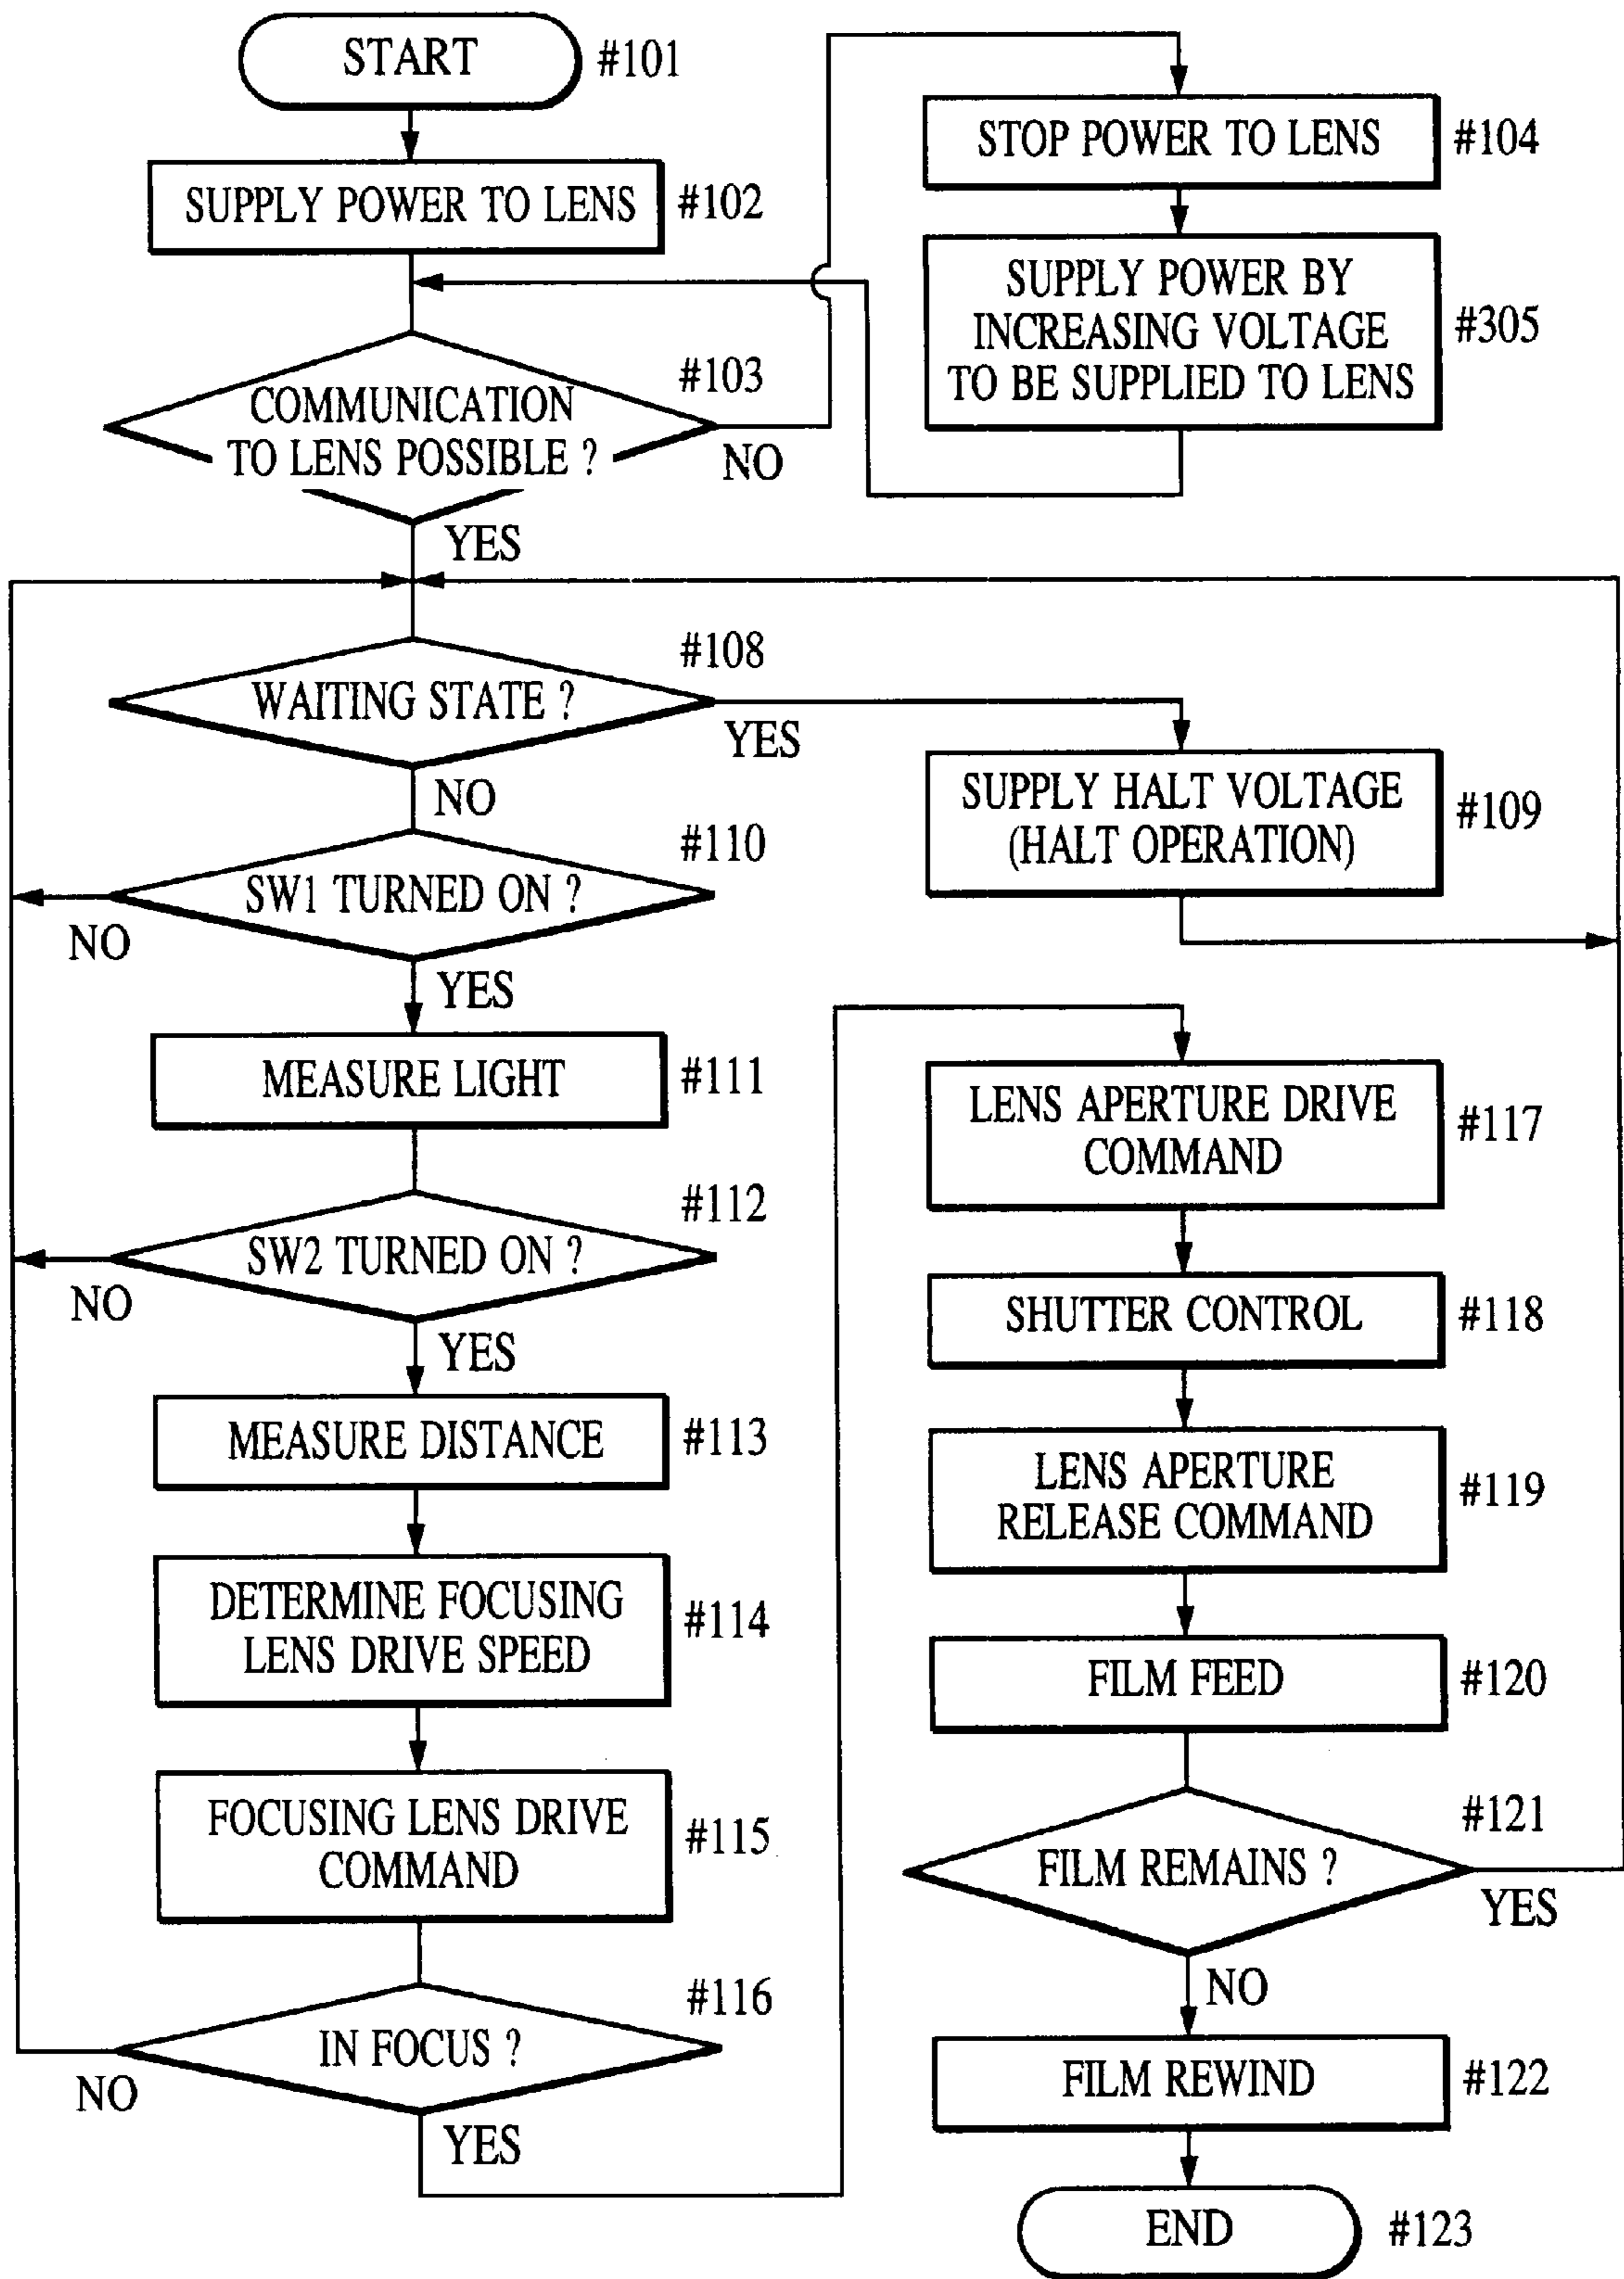 START
#101
SUPPLY POWER TO LENS
#102
COMMUNICATION
TO LENS POSSIBLE ?
#103
NO
YES
STOP POWER TO LENS
#104
SUPPLY POWER BY
INCREASING VOLTAGE
TO BE SUPPLIED TO LENS
#305
WAITING STATE ?
#108
YES
NO
SUPPLY HALT VOLTAGE
(HALT OPERATION)
#109
SW1 TURNED ON ?
#110
NO
YES
MEASURE LIGHT
#111
SW2 TURNED ON ?
#112
NO
YES
MEASURE DISTANCE
#113
DETERMINE FOCUSING
LENS DRIVE SPEED
#114
FOCUSING LENS DRIVE
COMMAND
#115
IN FOCUS ?
#116
NO
YES
LENS APERTURE DRIVE
COMMAND
#117
SHUTTER CONTROL
#118
LENS APERTURE
RELEASE COMMAND
#119
FILM FEED
#120
FILM REMAINS ?
#121
YES
NO
FILM REWIND
#122
END
#123